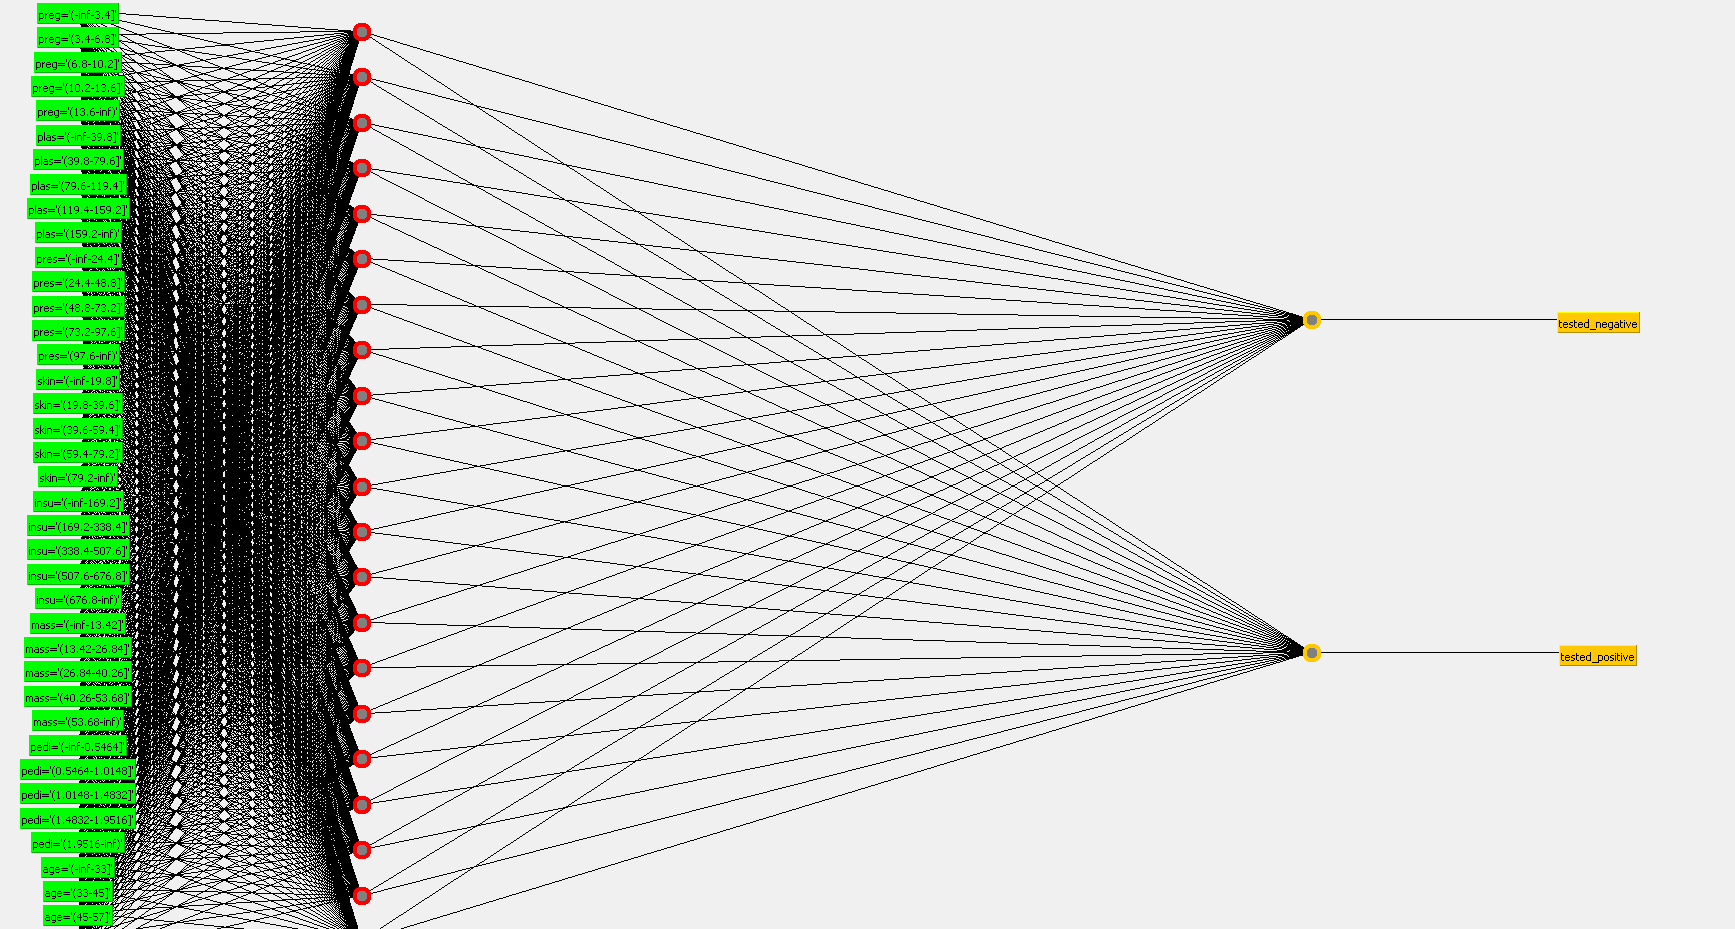 preg='(-inf-3.4]'
preg='(3.4-6.8]'
preg='(6.8-10.2]'
preg='(10.2-13.6]'
preg='(13.6-inf)'
plas='(-inf-39.8]'
plas='(39.8-79.6]'
plas='(79.6-119.4]'
plas='(119.4-159.2]'
plas='(159.2-inf)'
pres='(-inf-24.4]'
pres='(24.4-48.8]'
pres='(48.8-73.2]'
pres='(73.2-97.6]'
pres='(97.6-inf)'
skin='(-inf-19.8]'
skin='(19.8-39.6]'
skin='(39.6-59.4]'
skin='(59.4-79.2]'
skin='(79.2-inf)'
insu='(-inf-169.2]'
insu='(169.2-338.4]'
insu='(338.4-507.6]'
insu='(507.6-676.8]'
insu='(676.8-inf)'
mass='(-inf-13.42]'
mass='(13.42-26.84]'
mass='(26.84-40.26]'
mass='(40.26-53.68]'
mass='(53.68-inf)'
pedi='(-inf-0.5464]'
pedi='(0.5464-1.0148]'
pedi='(1.0148-1.4832]'
pedi='(1.4832-1.9516]'
pedi='(1.9516-inf)'
age='(-inf-33]'
age='(33-45]'
age='(45-57]'
tested_negative
tested_positive